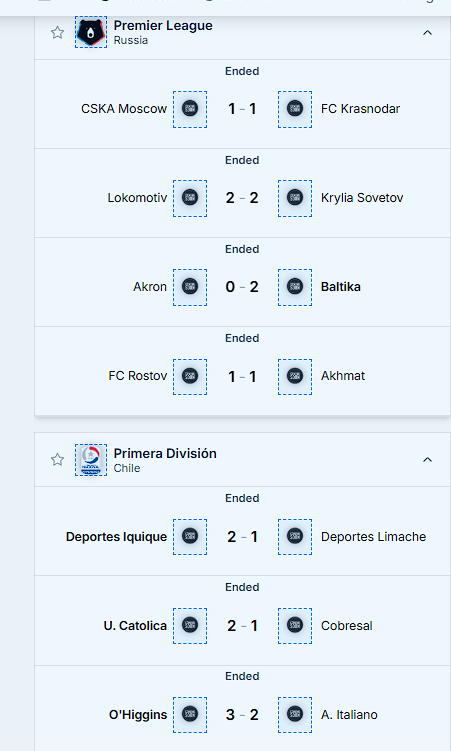 Premier League
Russia
Ended
CSKA Moscow 1 - 1 FC Krasnodar
Ended
Lokomotiv 2 - 2 Krylia Sovetov
Ended
Akron 0 - 2 Baltika
Ended
FC Rostov 1 - 1 Akhmat
Primera División
Chile
Ended
Deportes Iquique 2 - 1 Deportes Limache
Ended
U. Catolica 2 - 1 Cobresal
Ended
O'Higgins 3 - 2 A. Italiano